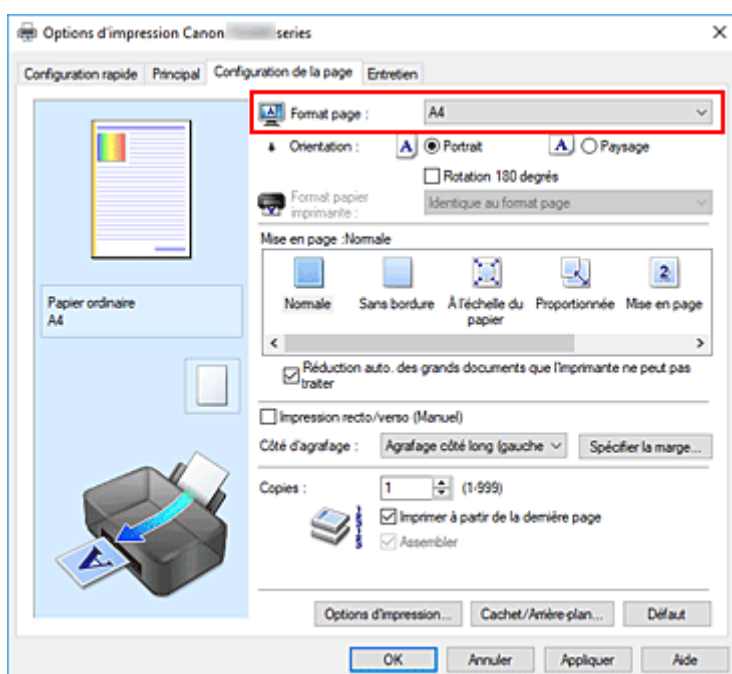 Options d'impression Canon series
Configuration rapide Principal Configuration de la page Entretien
Format page : A4
Orientation : A Portrait A Paysage
Rotation 180 degrés
Format papier imprimante : Identique au format page
Mise en page :Normale
Normale Sans bordure À l'échelle du papier Proportionnée Mise en page
2
Papier ordinaire
A4
Réduction auto. des grands documents que l'imprimante ne peut pas
traiter
Impression recto/verso (Manuel)
Côté d'agrafage : Agrafage côté long (gauche Spécifier la marge...
Copies : 1 (1-999)
Imprimer à partir de la dernière page
Assembler
A
Options d'impression... Cachet/Arrière-plan... Défaut
OK Annuler Appliquer Aide